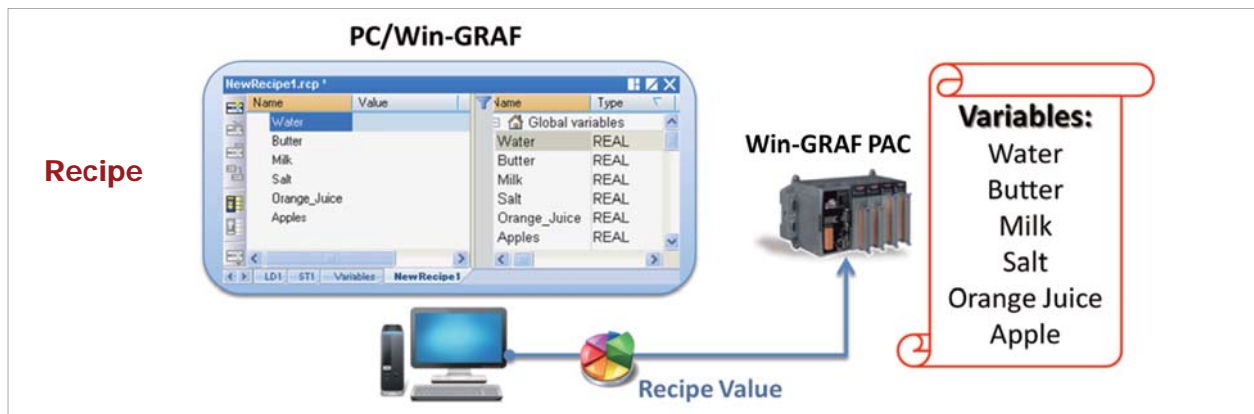 PC/Win-GRAF
Recipe
NewRecipe1.rcp *
Name Value
Water
Butter
Milk
Salt
Orange_Juice
Apples
Name Type
Global variables
Water REAL
Butter REAL
Milk REAL
Salt REAL
Orange_Juice REAL
Apples REAL
LD1 ST1 Variables NewRecipe1
Win-GRAF PAC
Recipe Value
Variables:
Water
Butter
Milk
Salt
Orange Juice
Apple